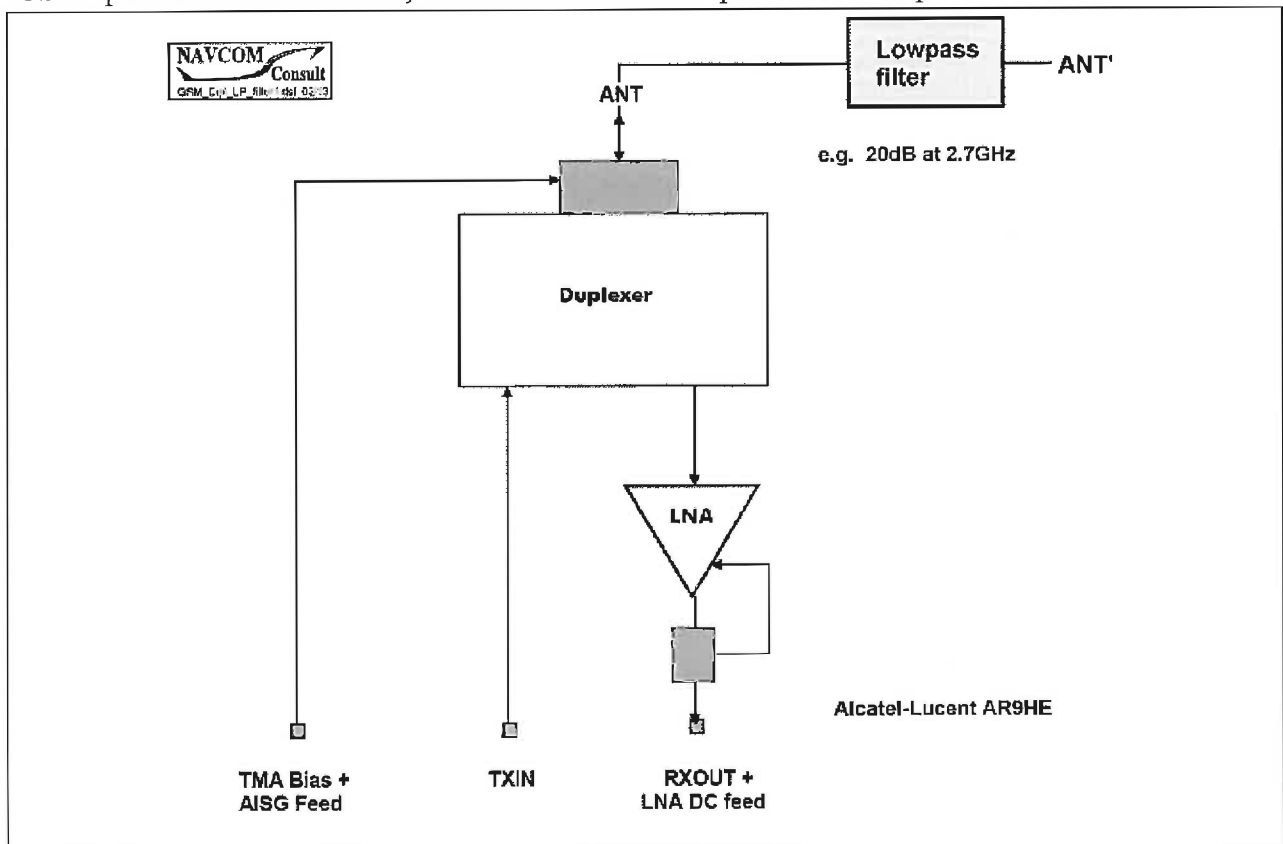 NAVCOM
Consult
Lowpass
filter
ANT'
ANT
e.g. 20dB at 2.7GHz
Duplexer
LNA
Alcatel-Lucent AR9HE
TMA Bias +
AISG Feed
TXIN
RXOUT +
LNA DC feed